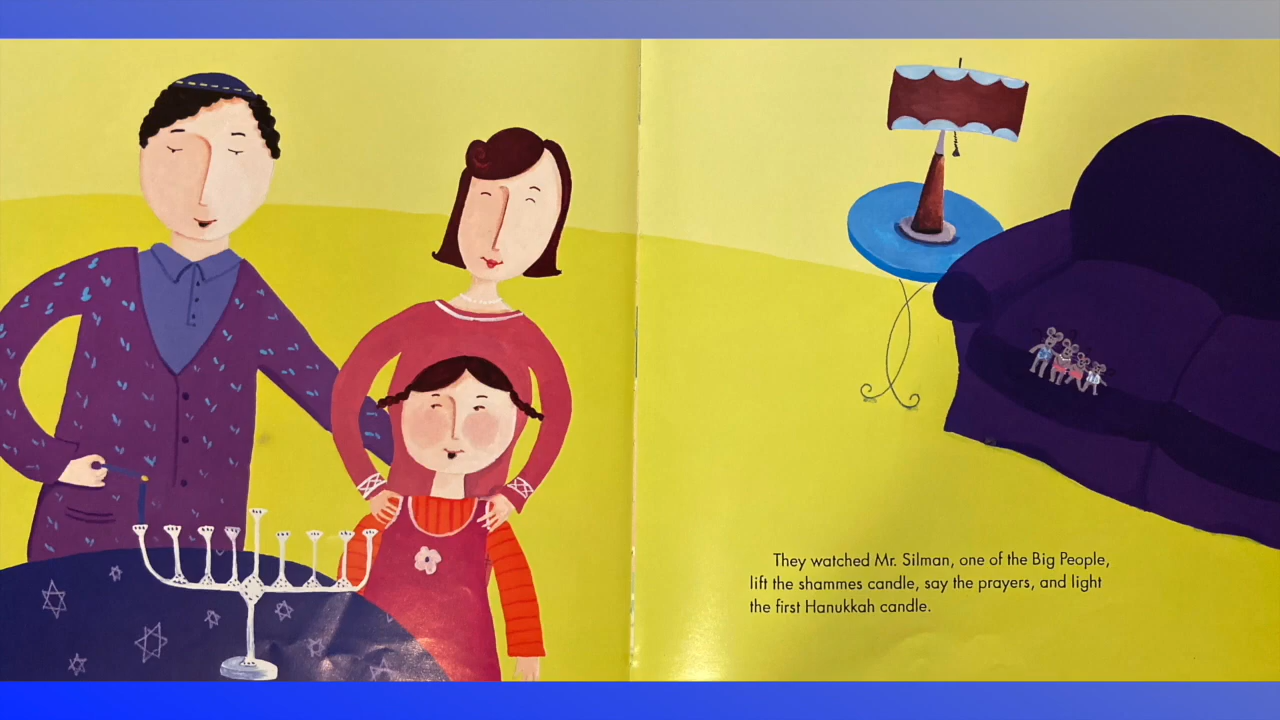 They watched Mr. Silman, one of the Big People,
lift the shammes candle, say the prayers, and light
the first Hanukkah candle.